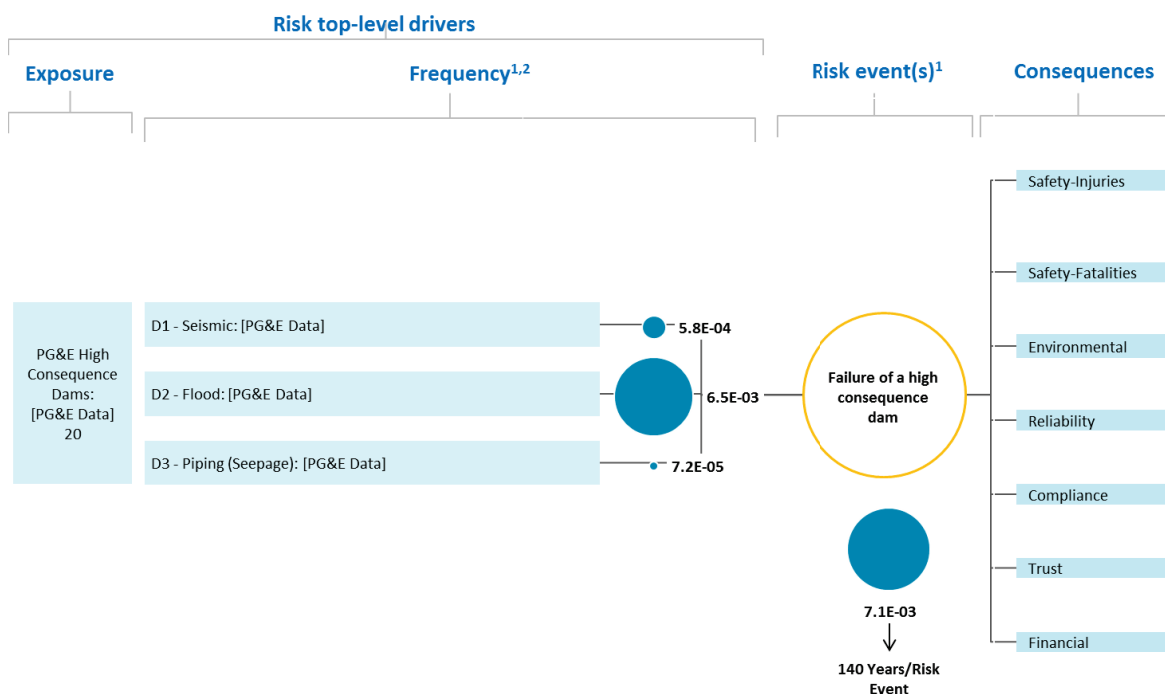 Risk top-level drivers
Exposure
Frequency1,2
Risk event(s)1
Consequences
PG&E High
Consequence
Dams:
[PG&E Data]
20
D1 - Seismic: [PG&E Data]
5.8E-04
D2 - Flood: [PG&E Data]
6.5E-03
D3 - Piping (Seepage): [PG&E Data]
7.2E-05
Failure of a high
consequence
dam
7.1E-03
140 Years/Risk
Event
Safety-Injuries
Safety-Fatalities
Environmental
Reliability
Compliance
Trust
Financial